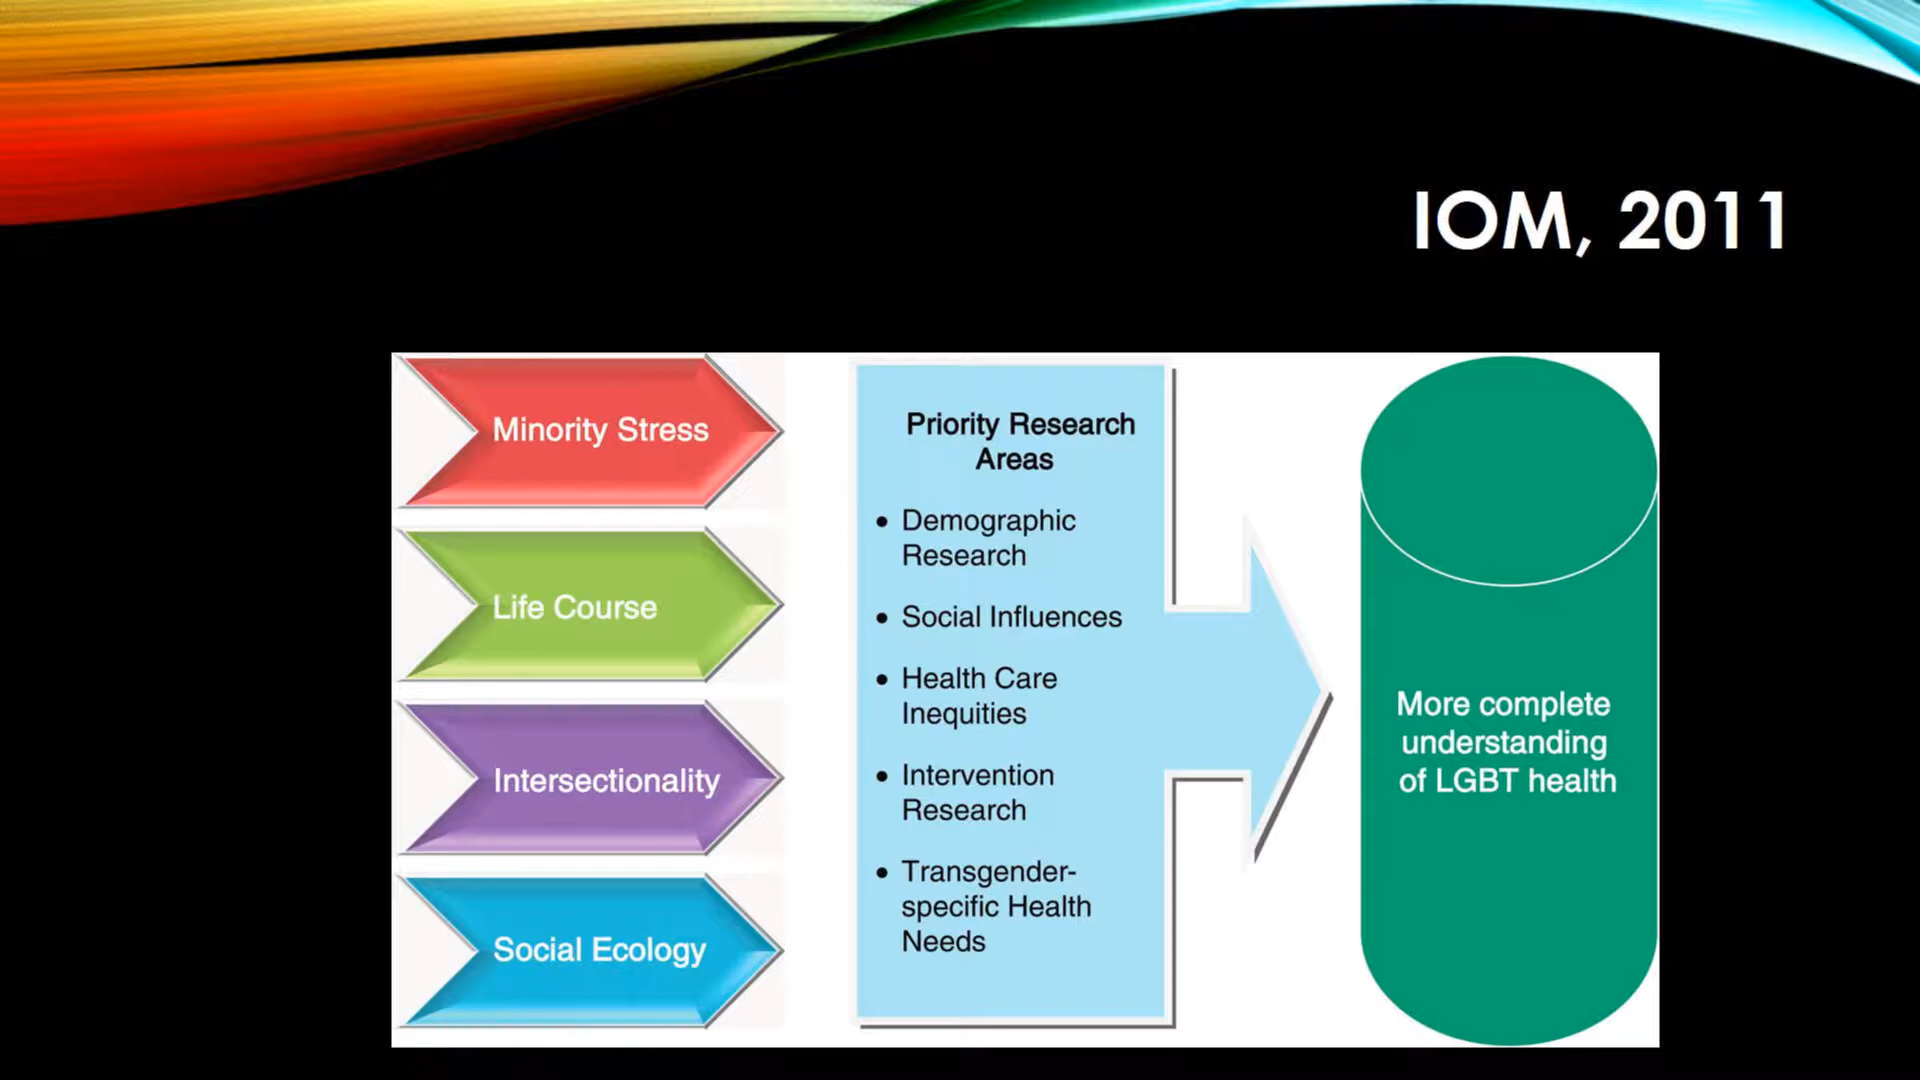 IOM, 2011
Minority Stress
Life Course
Intersectionality
Social Ecology
Priority Research
Areas
• Demographic
Research
• Social Influences
• Health Care
Inequities
• Intervention
Research
• Transgender-
specific Health
Needs
More complete
understanding
of LGBT health